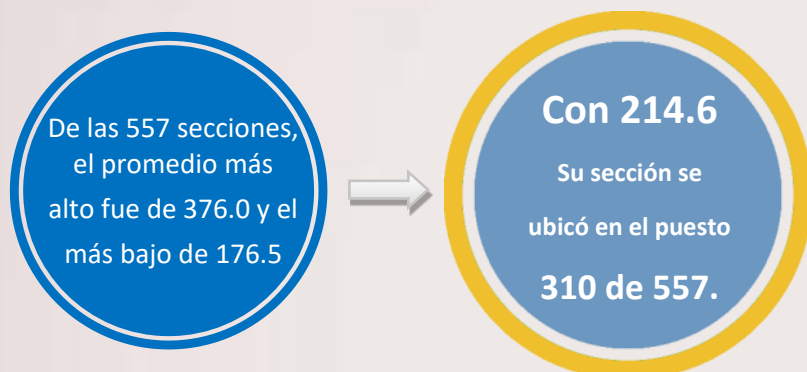 De las 557 secciones,
el promedio más
alto fue de 376.0 y el
más bajo de 176.5
Con 214.6
Su sección se
ubicó en el puesto
310 de 557.